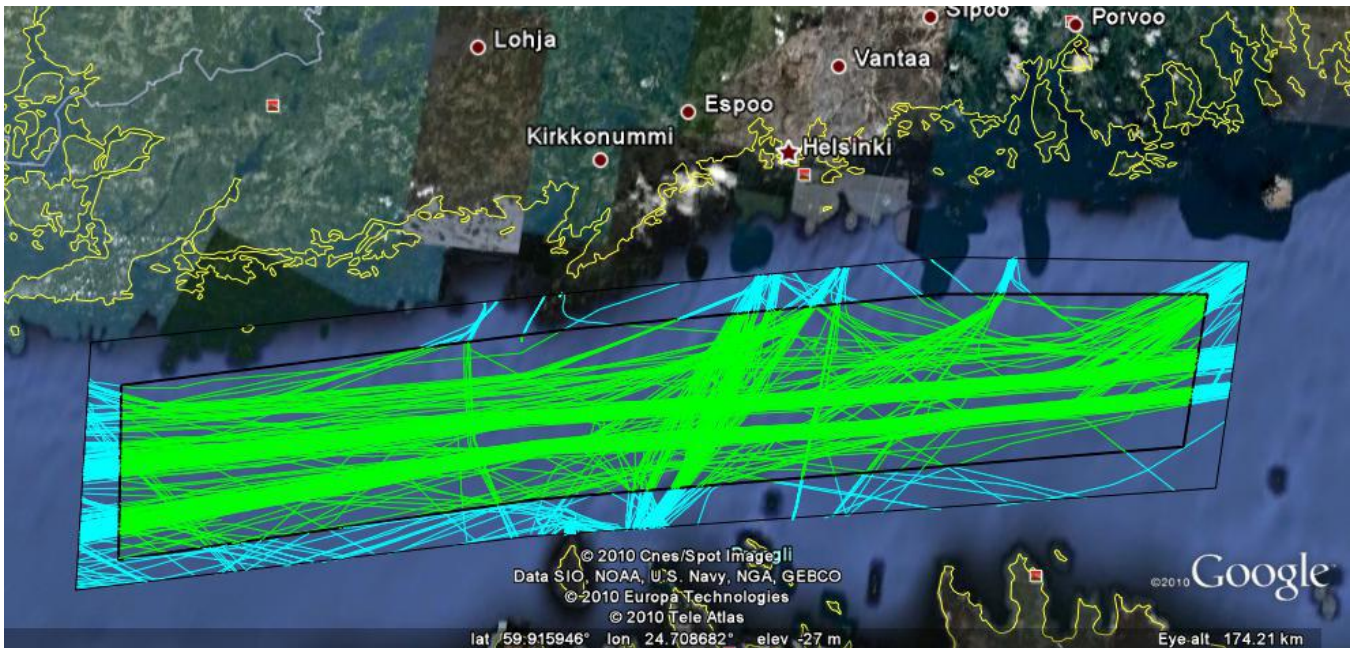 Sipoo
Porvoo
Lohja
Vantaa
Espoo
Kirkkonummi
Helsinki
© 2010 Cnes/Spot Image
Data SIO, NOAA, U.S. Navy, NGA, GEBCO
© 2010 Europa Technologies
© 2010 Tele Atlas
©2010 Google
lat 59.915946° lon 24.708682° elev -27 m
Eye alt 174.21 km